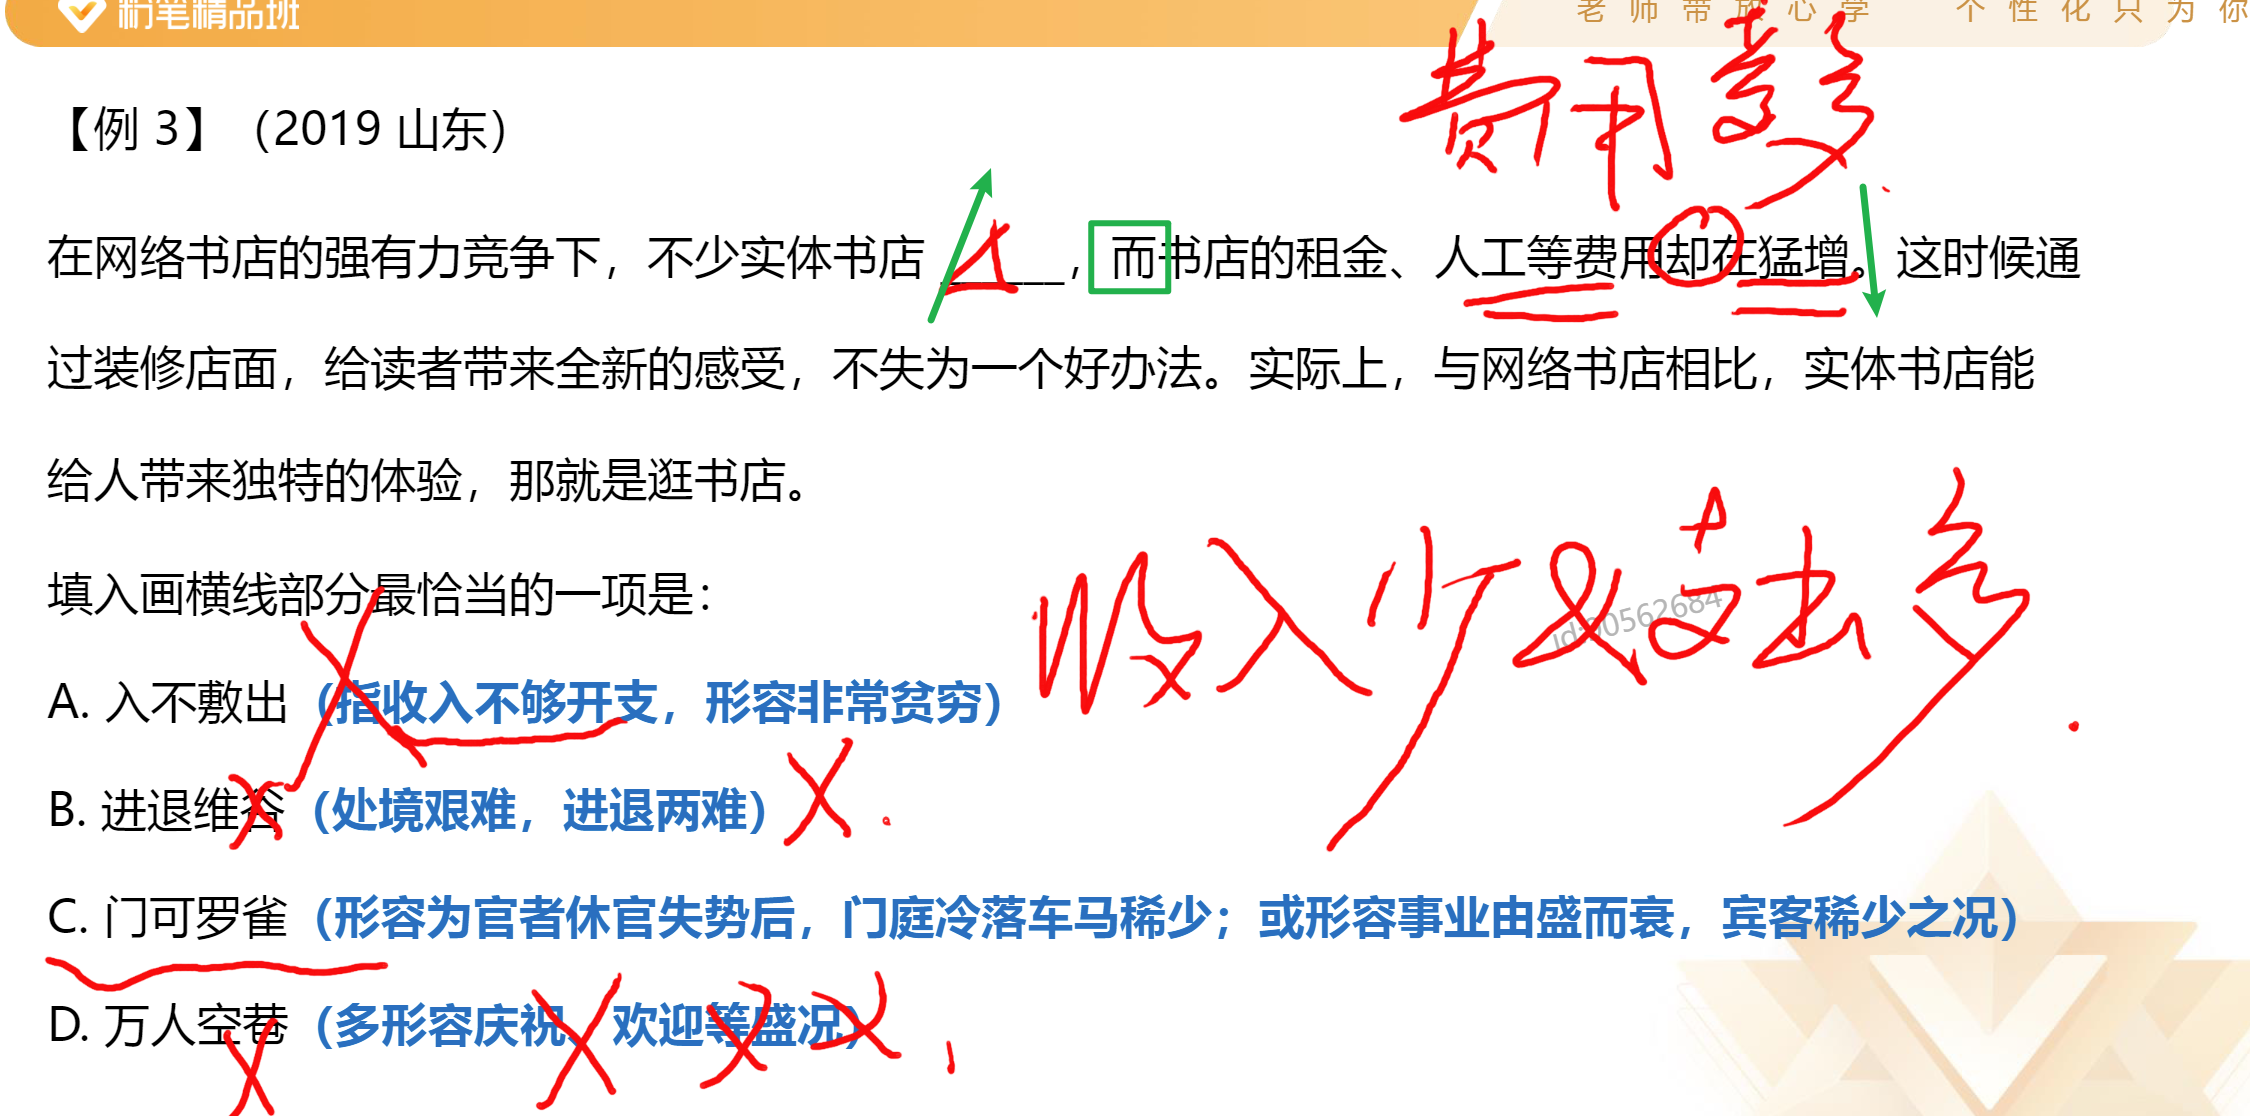 粉笔精品班
老师带放心学 个性化只为你
费用变多
【例 3】（2019 山东）
在网络书店的强有力竞争下，不少实体书店______，而书店的租金、人工等费用却在猛增。这时候通
过装修店面，给读者带来全新的感受，不失为一个好办法。实际上，与网络书店相比，实体书店能
给人带来独特的体验，那就是逛书店。
收入少&支出多
id:90562684
填入画横线部分最恰当的一项是：
A. 入不敷出（指收入不够开支，形容非常贫穷）
B. 进退维谷（处境艰难，进退两难）
C. 门可罗雀（形容为官者休官失势后，门庭冷落车马稀少；或形容事业由盛而衰，宾客稀少之况）
D. 万人空巷（多形容庆祝、欢迎等盛况）